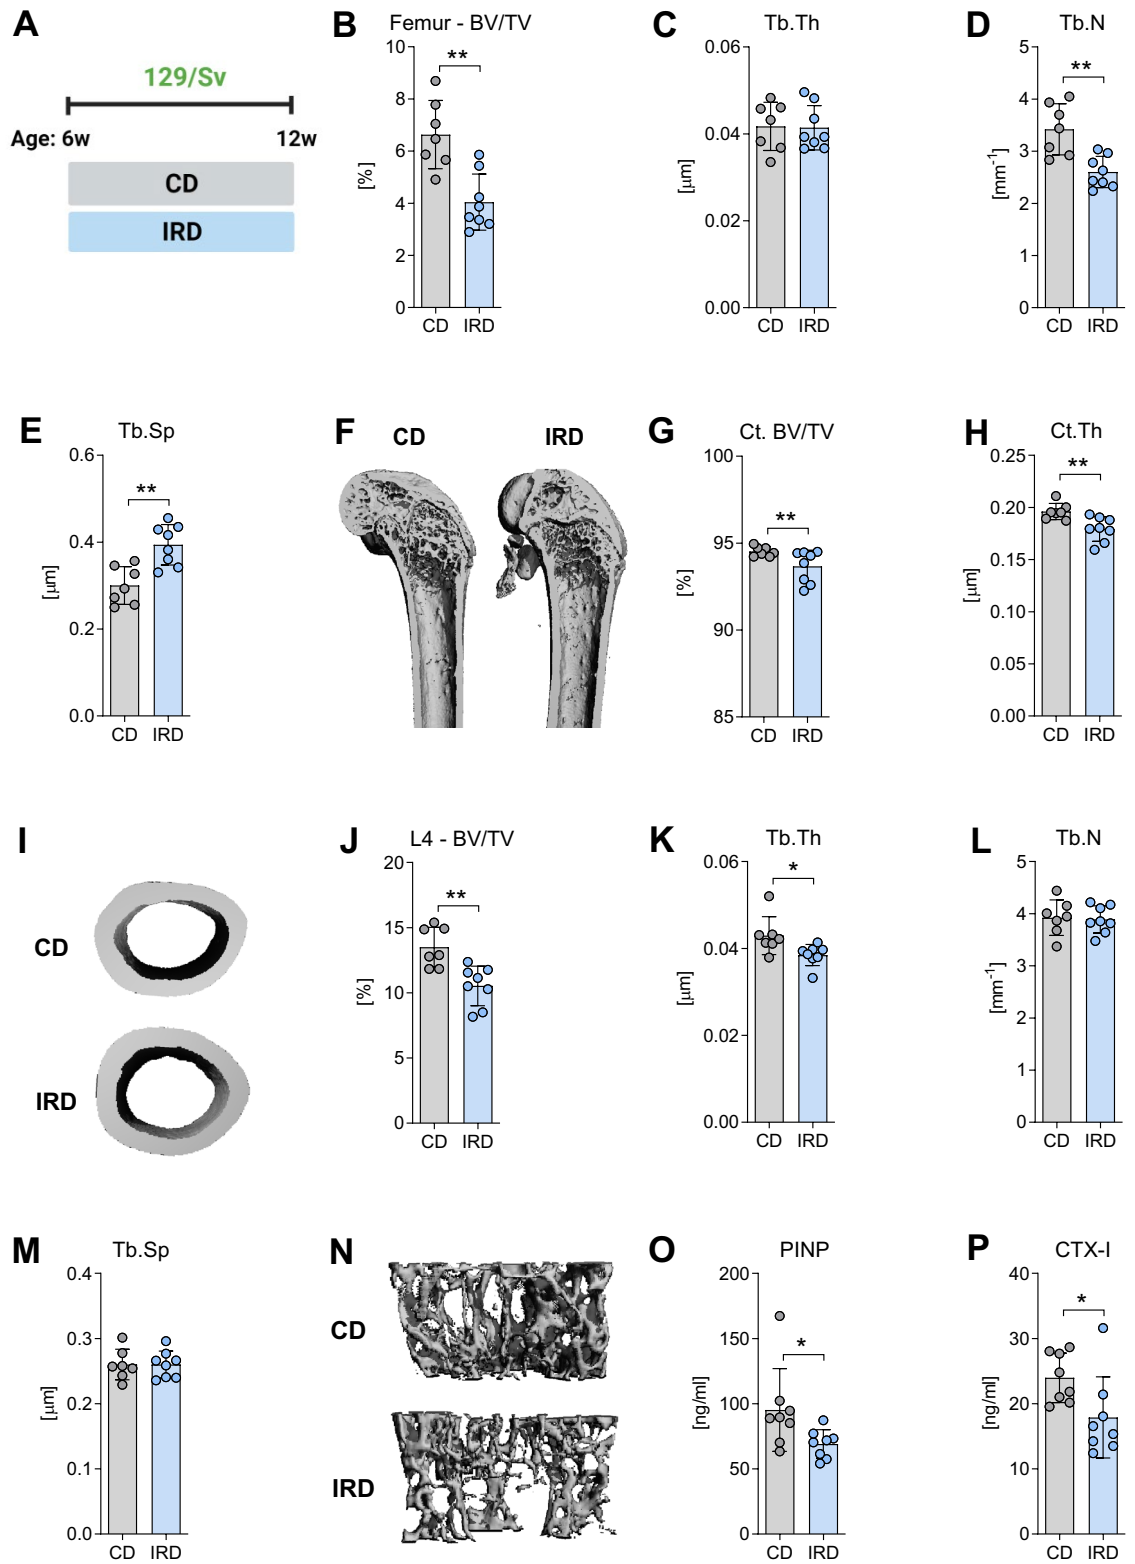 A
129/Sv
Age: 6w 12w
CD
IRD
B Femur - BV/TV
10
8
6
4
2
0
[%]
**
CD IRD
C Tb.Th
0.06
0.04
0.02
0.00
[µm]
CD IRD
D Tb.N
5
4
3
2
1
0
[mm⁻¹]
**
CD IRD
E Tb.Sp
0.6
0.4
0.2
0.0
[µm]
**
CD IRD
F CD IRD
G Ct. BV/TV
100
95
90
85
[%]
**
CD IRD
H Ct.Th
0.25
0.20
0.15
0.10
0.05
0.00
[µm]
**
CD IRD
I
CD
IRD
J L4 - BV/TV
20
15
10
5
0
[%]
**
CD IRD
K Tb.Th
0.06
0.04
0.02
0.00
[µm]
*
CD IRD
L Tb.N
5
4
3
2
1
0
[mm⁻¹]
CD IRD
M Tb.Sp
0.4
0.3
0.2
0.1
0.0
[µm]
CD IRD
N
CD
IRD
O PINP
200
150
100
50
0
[ng/ml]
*
CD IRD
P CTX-I
40
30
20
10
0
[ng/ml]
*
CD IRD